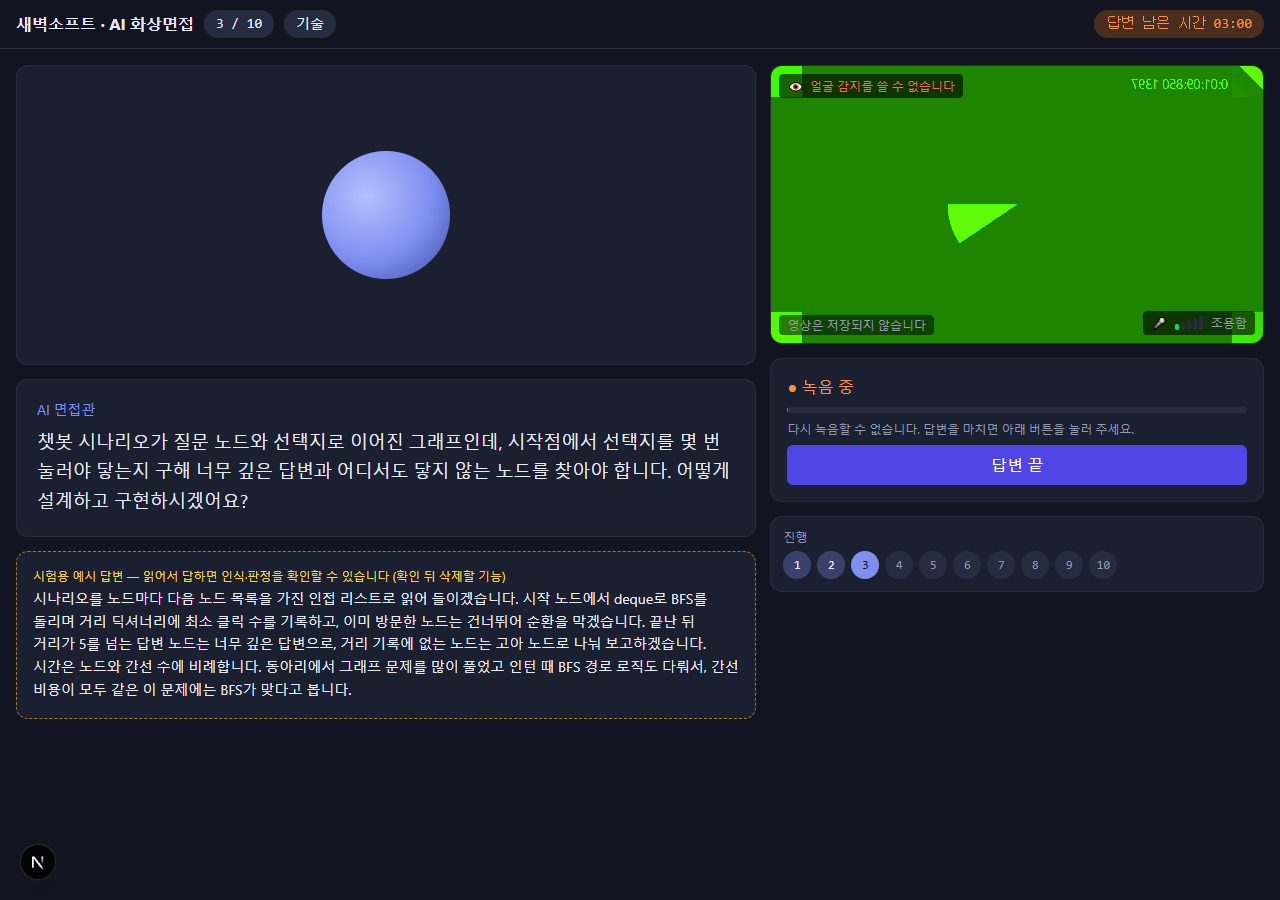 새벽소프트 · AI 화상면접
3 / 10
기술
답변 남은 시간 03:00
얼굴 감지를 쓸 수 없습니다
0:01:09:850 1397
영상은 저장되지 않습니다
조용함
AI 면접관
챗봇 시나리오가 질문 노드와 선택지로 이어진 그래프인데, 시작점에서 선택지를 몇 번
눌러야 닿는지 구해 너무 깊은 답변과 어디서도 닿지 않는 노드를 찾아야 합니다. 어떻게
설계하고 구현하시겠어요?
시험용 예시 답변 — 읽어서 답하면 인식·판정을 확인할 수 있습니다 (확인 뒤 삭제할 기능)
시나리오를 노드마다 다음 노드 목록을 가진 인접 리스트로 읽어 들이겠습니다. 시작 노드에서 deque로 BFS를
돌리며 거리 딕셔너리에 최소 클릭 수를 기록하고, 이미 방문한 노드는 건너뛰어 순환을 막겠습니다. 끝난 뒤
거리가 5를 넘는 답변 노드는 너무 깊은 답변으로, 거리 기록에 없는 노드는 고아 노드로 나눠 보고하겠습니다.
시간은 노드와 간선 수에 비례합니다. 동아리에서 그래프 문제를 많이 풀었고 인턴 때 BFS 경로 로직도 다뤄서, 간선
비용이 모두 같은 이 문제에는 BFS가 맞다고 봅니다.
● 녹음 중
다시 녹음할 수 없습니다. 답변을 마치면 아래 버튼을 눌러 주세요.
답변 끝
진행
1 2 3 4 5 6 7 8 9 10
N